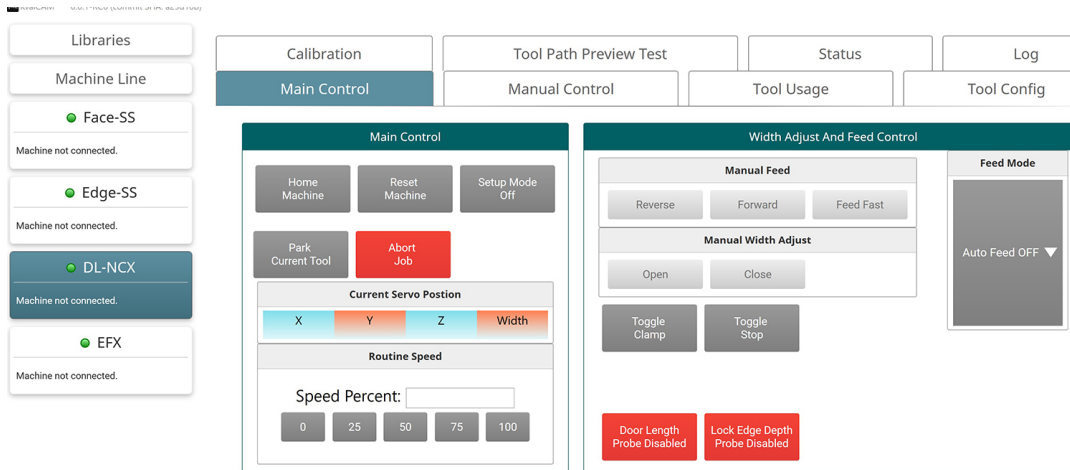 Libraries
Machine Line
Face-SS
Machine not connected.
Edge-SS
Machine not connected.
DL-NCX
Machine not connected.
EFX
Machine not connected.
Calibration
Tool Path Preview Test
Status
Log
Main Control
Manual Control
Tool Usage
Tool Config
Main Control
Home
Machine
Reset
Machine
Setup Mode
Off
Park
Current Tool
Abort
Job
Current Servo Postion
X
Y
Z
Width
Routine Speed
Speed Percent:
0
25
50
75
100
Width Adjust And Feed Control
Manual Feed
Reverse
Forward
Feed Fast
Manual Width Adjust
Open
Close
Toggle
Clamp
Toggle
Stop
Door Length
Probe Disabled
Lock Edge Depth
Probe Disabled
Feed Mode
Auto Feed OFF